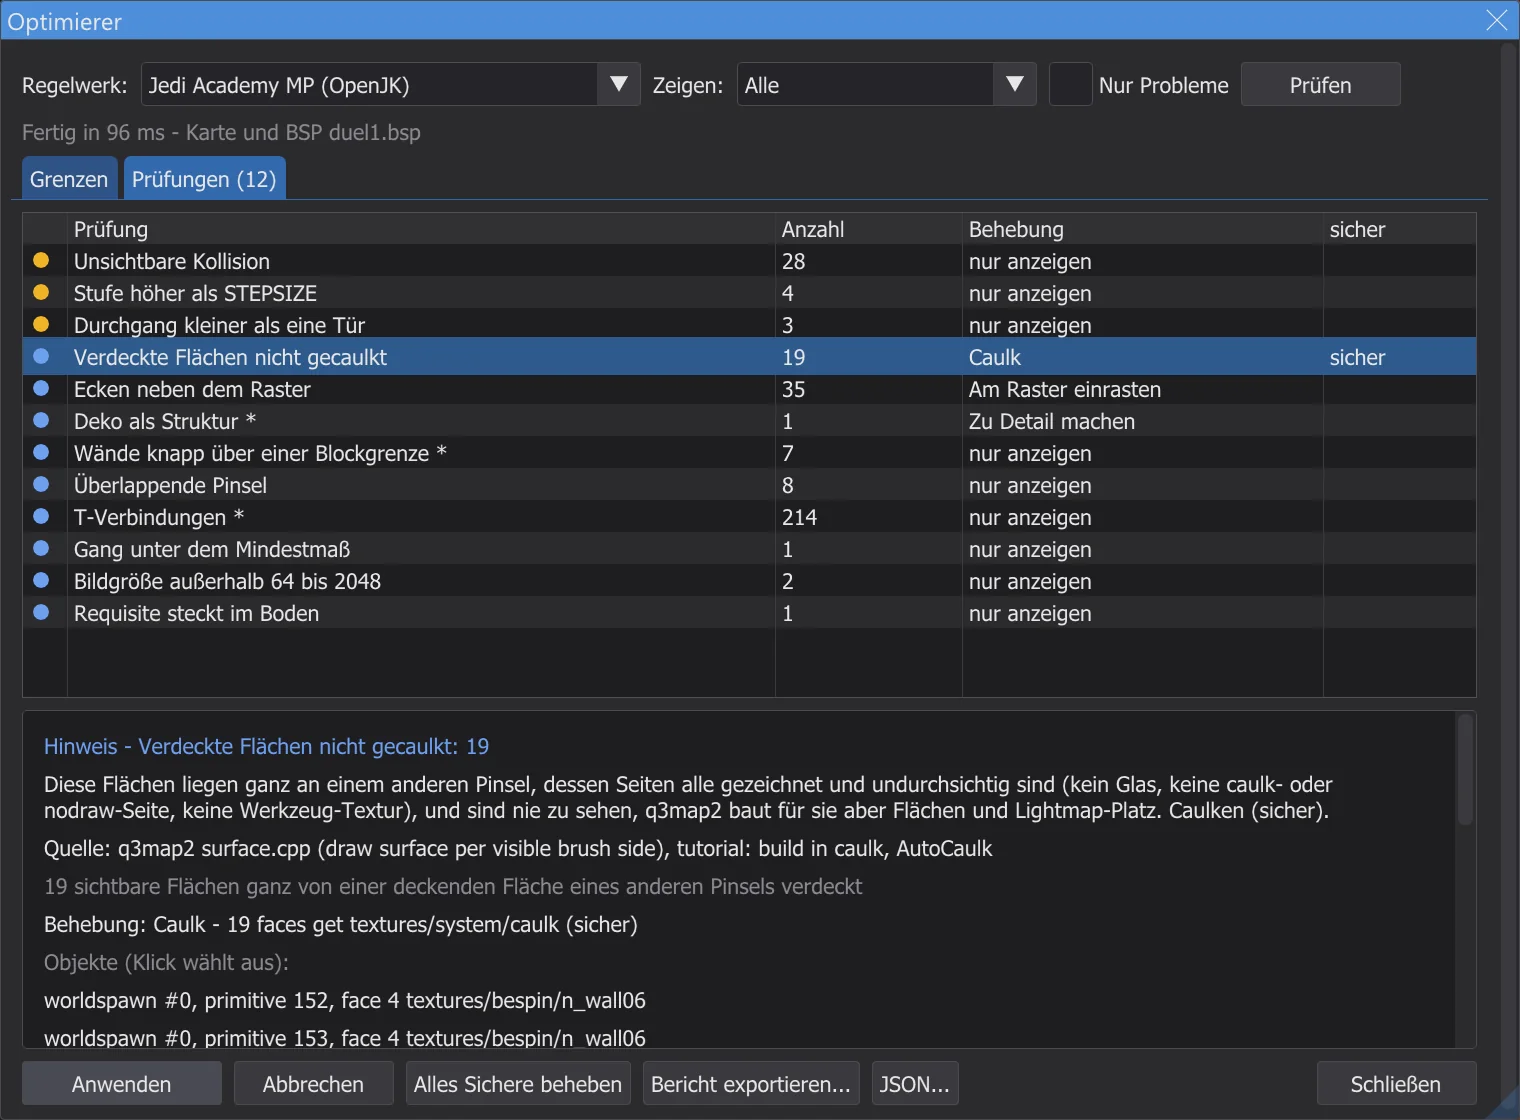 Optimierer
Regelwerk: Jedi Academy MP (OpenJK) Zeigen: Alle Nur Probleme Prüfen
Fertig in 96 ms - Karte und BSP duel1.bsp
Grenzen Prüfungen (12)
Prüfung Anzahl Behebung sicher
Unsichtbare Kollision 28 nur anzeigen
Stufe höher als STEPSIZE 4 nur anzeigen
Durchgang kleiner als eine Tür 3 nur anzeigen
Verdeckte Flächen nicht gecaulkt 19 Caulk sicher
Ecken neben dem Raster 35 Am Raster einrasten
Deko als Struktur * 1 Zu Detail machen
Wände knapp über einer Blockgrenze * 7 nur anzeigen
Überlappende Pinsel 8 nur anzeigen
T-Verbindungen * 214 nur anzeigen
Gang unter dem Mindestmaß 1 nur anzeigen
Bildgröße außerhalb 64 bis 2048 2 nur anzeigen
Requisite steckt im Boden 1 nur anzeigen
Hinweis - Verdeckte Flächen nicht gecaulkt: 19
Diese Flächen liegen ganz an einem anderen Pinsel, dessen Seiten alle gezeichnet und undurchsichtig sind (kein Glas, keine caulk- oder
nodraw-Seite, keine Werkzeug-Textur), und sind nie zu sehen, q3map2 baut für sie aber Flächen und Lightmap-Platz. Caulken (sicher).
Quelle: q3map2 surface.cpp (draw surface per visible brush side), tutorial: build in caulk, AutoCaulk
19 sichtbare Flächen ganz von einer deckenden Fläche eines anderen Pinsels verdeckt
Behebung: Caulk - 19 faces get textures/system/caulk (sicher)
Objekte (Klick wählt aus):
worldspawn #0, primitive 152, face 4 textures/bespin/n_wall06
worldspawn #0, primitive 153, face 4 textures/bespin/n_wall06
Anwenden Abbrechen Alles Sichere beheben Bericht exportieren... JSON... Schließen